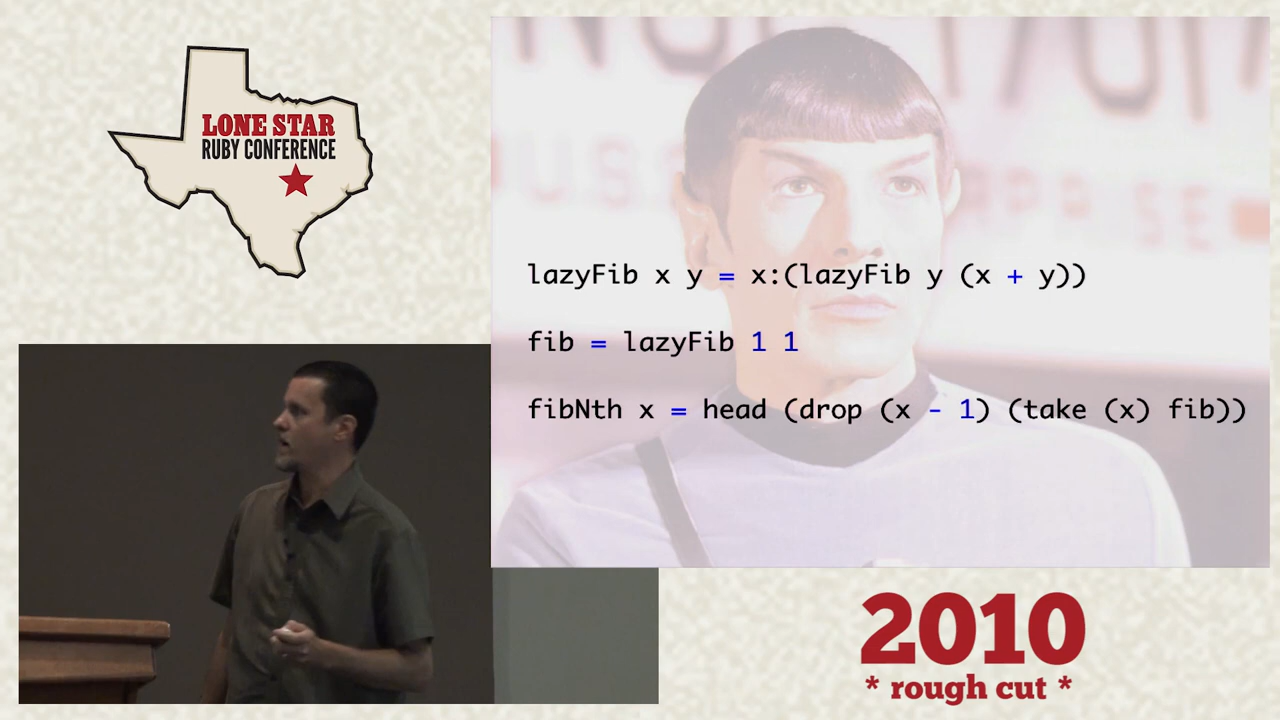 LONE STAR
RUBY CONFERENCE
lazyFib x y = x:(lazyFib y (x + y))
fib = lazyFib 1 1
fibNth x = head (drop (x - 1) (take (x) fib))
2010
* rough cut *